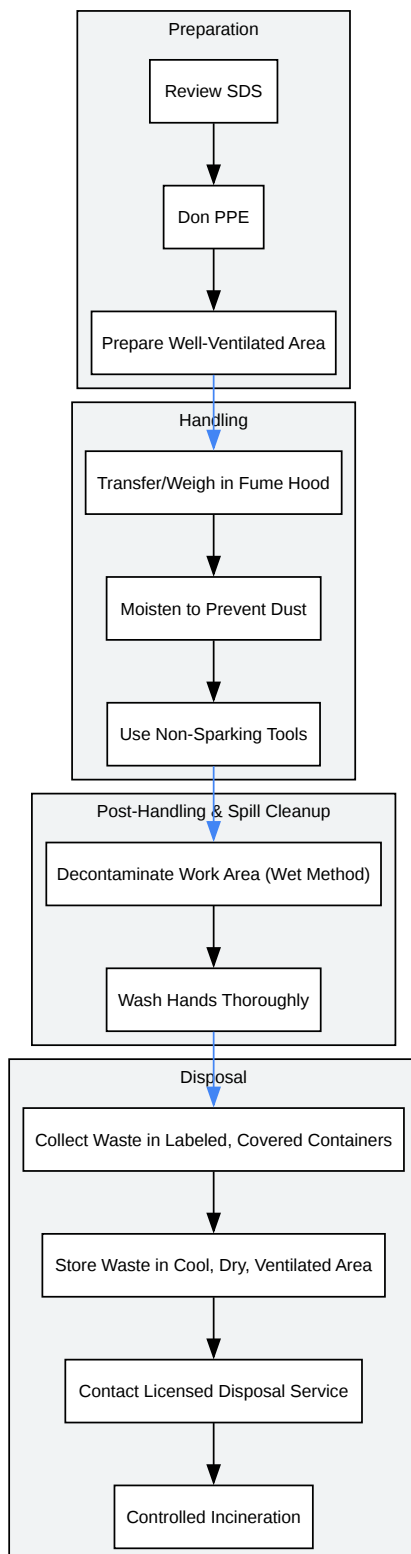 Preparation
Review SDS
Don PPE
Prepare Well-Ventilated Area
Handling
Transfer/Weigh in Fume Hood
Moisten to Prevent Dust
Use Non-Sparking Tools
Post-Handling & Spill Cleanup
Decontaminate Work Area (Wet Method)
Wash Hands Thoroughly
Disposal
Collect Waste in Labeled, Covered Containers
Store Waste in Cool, Dry, Ventilated Area
Contact Licensed Disposal Service
Controlled Incineration